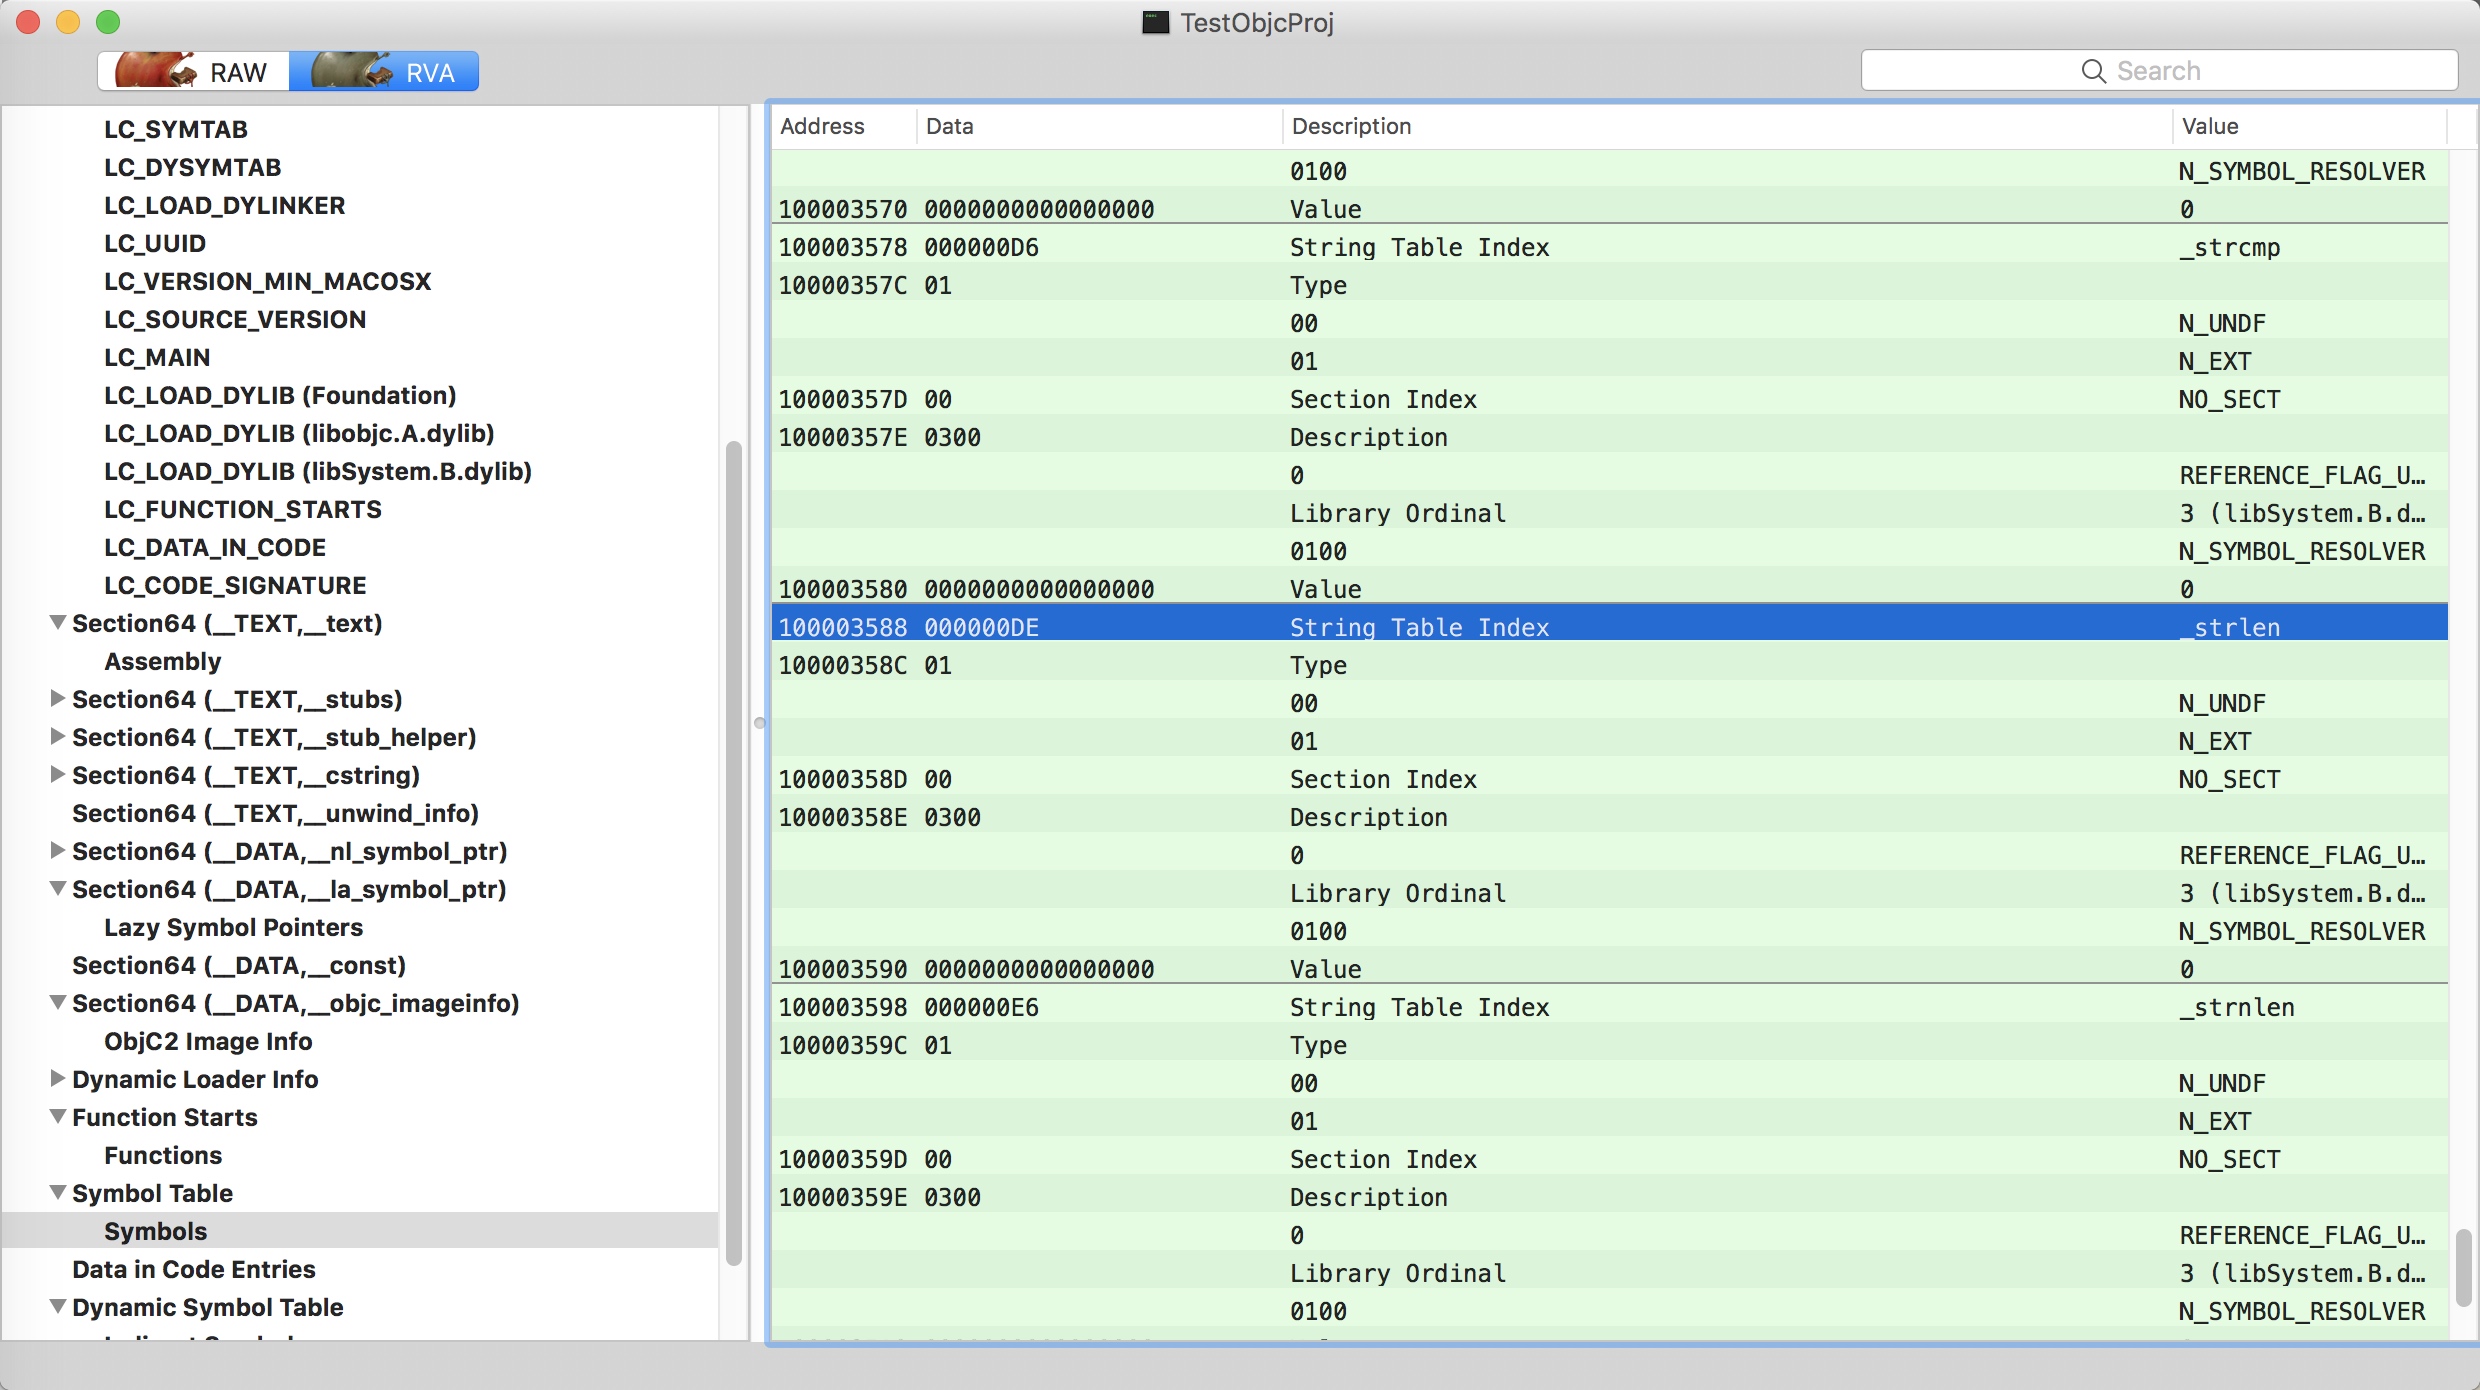 TestObjcProj
RAW RVA
Search
LC_SYMTAB
LC_DYSYMTAB
LC_LOAD_DYLINKER
LC_UUID
LC_VERSION_MIN_MACOSX
LC_SOURCE_VERSION
LC_MAIN
LC_LOAD_DYLIB (Foundation)
LC_LOAD_DYLIB (libobjc.A.dylib)
LC_LOAD_DYLIB (libSystem.B.dylib)
LC_FUNCTION_STARTS
LC_DATA_IN_CODE
LC_CODE_SIGNATURE
Section64 (__TEXT,__text)
Assembly
Section64 (__TEXT,__stubs)
Section64 (__TEXT,__stub_helper)
Section64 (__TEXT,__cstring)
Section64 (__TEXT,__unwind_info)
Section64 (__DATA,__nl_symbol_ptr)
Section64 (__DATA,__la_symbol_ptr)
Lazy Symbol Pointers
Section64 (__DATA,__const)
Section64 (__DATA,__objc_imageinfo)
ObjC2 Image Info
Dynamic Loader Info
Function Starts
Functions
Symbol Table
Symbols
Data in Code Entries
Dynamic Symbol Table
Address Data Description Value
0100 N_SYMBOL_RESOLVER
100003570 0000000000000000 Value 0
100003578 000000D6 String Table Index _strcmp
10000357C 01 Type
00 N_UNDF
01 N_EXT
10000357D 00 Section Index NO_SECT
10000357E 0300 Description
0 REFERENCE_FLAG_U…
Library Ordinal 3 (libSystem.B.d…
0100 N_SYMBOL_RESOLVER
100003580 0000000000000000 Value 0
100003588 000000DE String Table Index _strlen
10000358C 01 Type
00 N_UNDF
01 N_EXT
10000358D 00 Section Index NO_SECT
10000358E 0300 Description
0 REFERENCE_FLAG_U…
Library Ordinal 3 (libSystem.B.d…
0100 N_SYMBOL_RESOLVER
100003590 0000000000000000 Value 0
100003598 000000E6 String Table Index _strnlen
10000359C 01 Type
00 N_UNDF
01 N_EXT
10000359D 00 Section Index NO_SECT
10000359E 0300 Description
0 REFERENCE_FLAG_U…
Library Ordinal 3 (libSystem.B.d…
0100 N_SYMBOL_RESOLVER